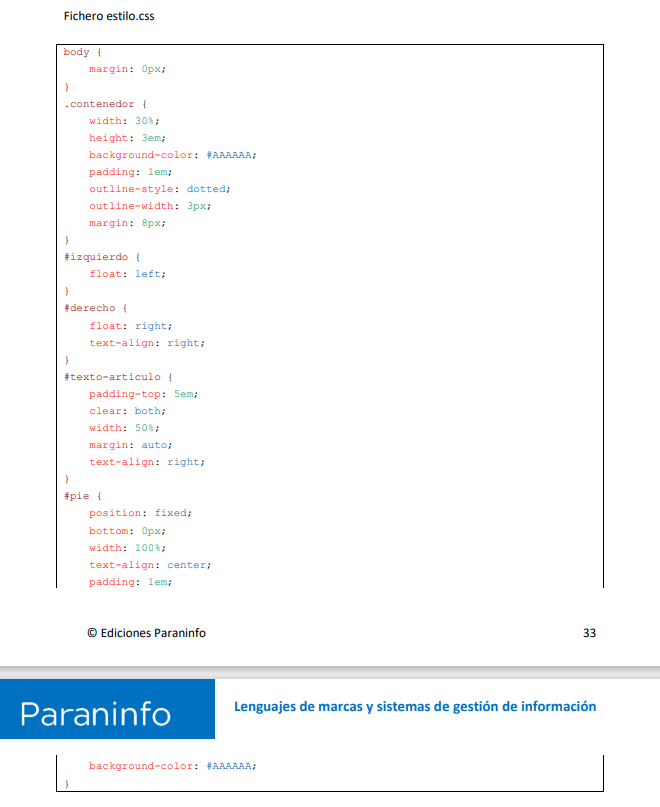 Fichero estilo.css
body {
margin: 0px;
}
.contenedor {
width: 30%;
height: 3em;
background-color: #AAAAAA;
padding: 1em;
outline-style: dotted;
outline-width: 3px;
margin: 8px;
}
#izquierdo {
float: left;
}
#derecho {
float: right;
text-align: right;
}
#texto-articulo {
padding-top: 5em;
clear: both;
width: 50%;
margin: auto;
text-align: right;
}
#pie {
position: fixed;
bottom: 0px;
width: 100%;
text-align: center;
padding: 1em;
© Ediciones Paraninfo 33
Paraninfo Lenguajes de marcas y sistemas de gestión de información
background-color: #AAAAAA;
}